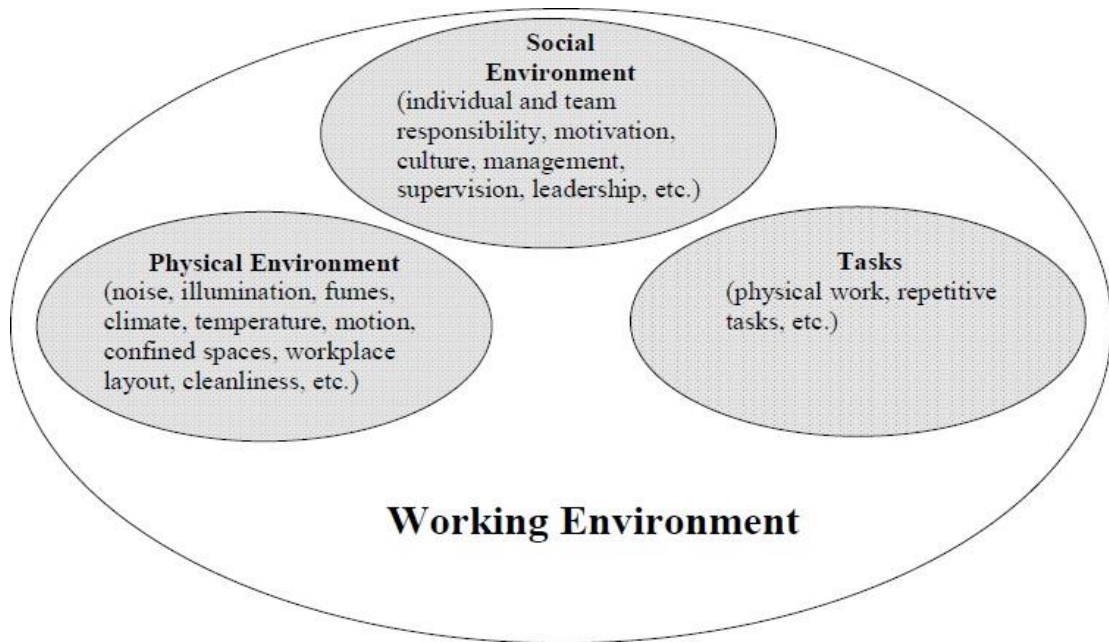 Social
Environment
(individual and team
responsibility, motivation,
culture, management,
supervision, leadership, etc.)
Physical Environment
(noise, illumination, fumes,
climate, temperature, motion,
confined spaces, workplace
layout, cleanliness, etc.)
Tasks
(physical work, repetitive
tasks, etc.)
Working Environment